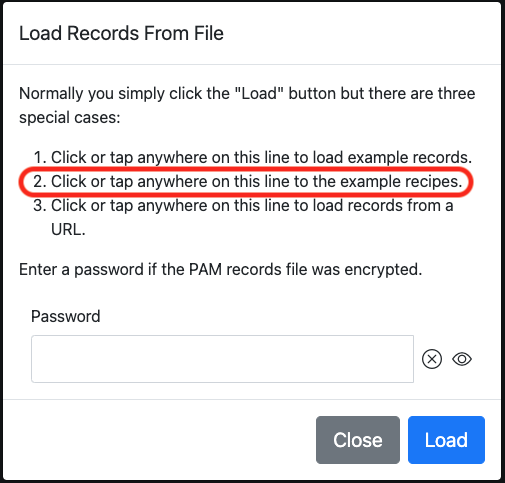 Load Records From File
Normally you simply click the "Load" button but there are three
special cases:
1. Click or tap anywhere on this line to load example records.
2. Click or tap anywhere on this line to the example recipes.
3. Click or tap anywhere on this line to load records from a
URL.
Enter a password if the PAM records file was encrypted.
Password
Close Load